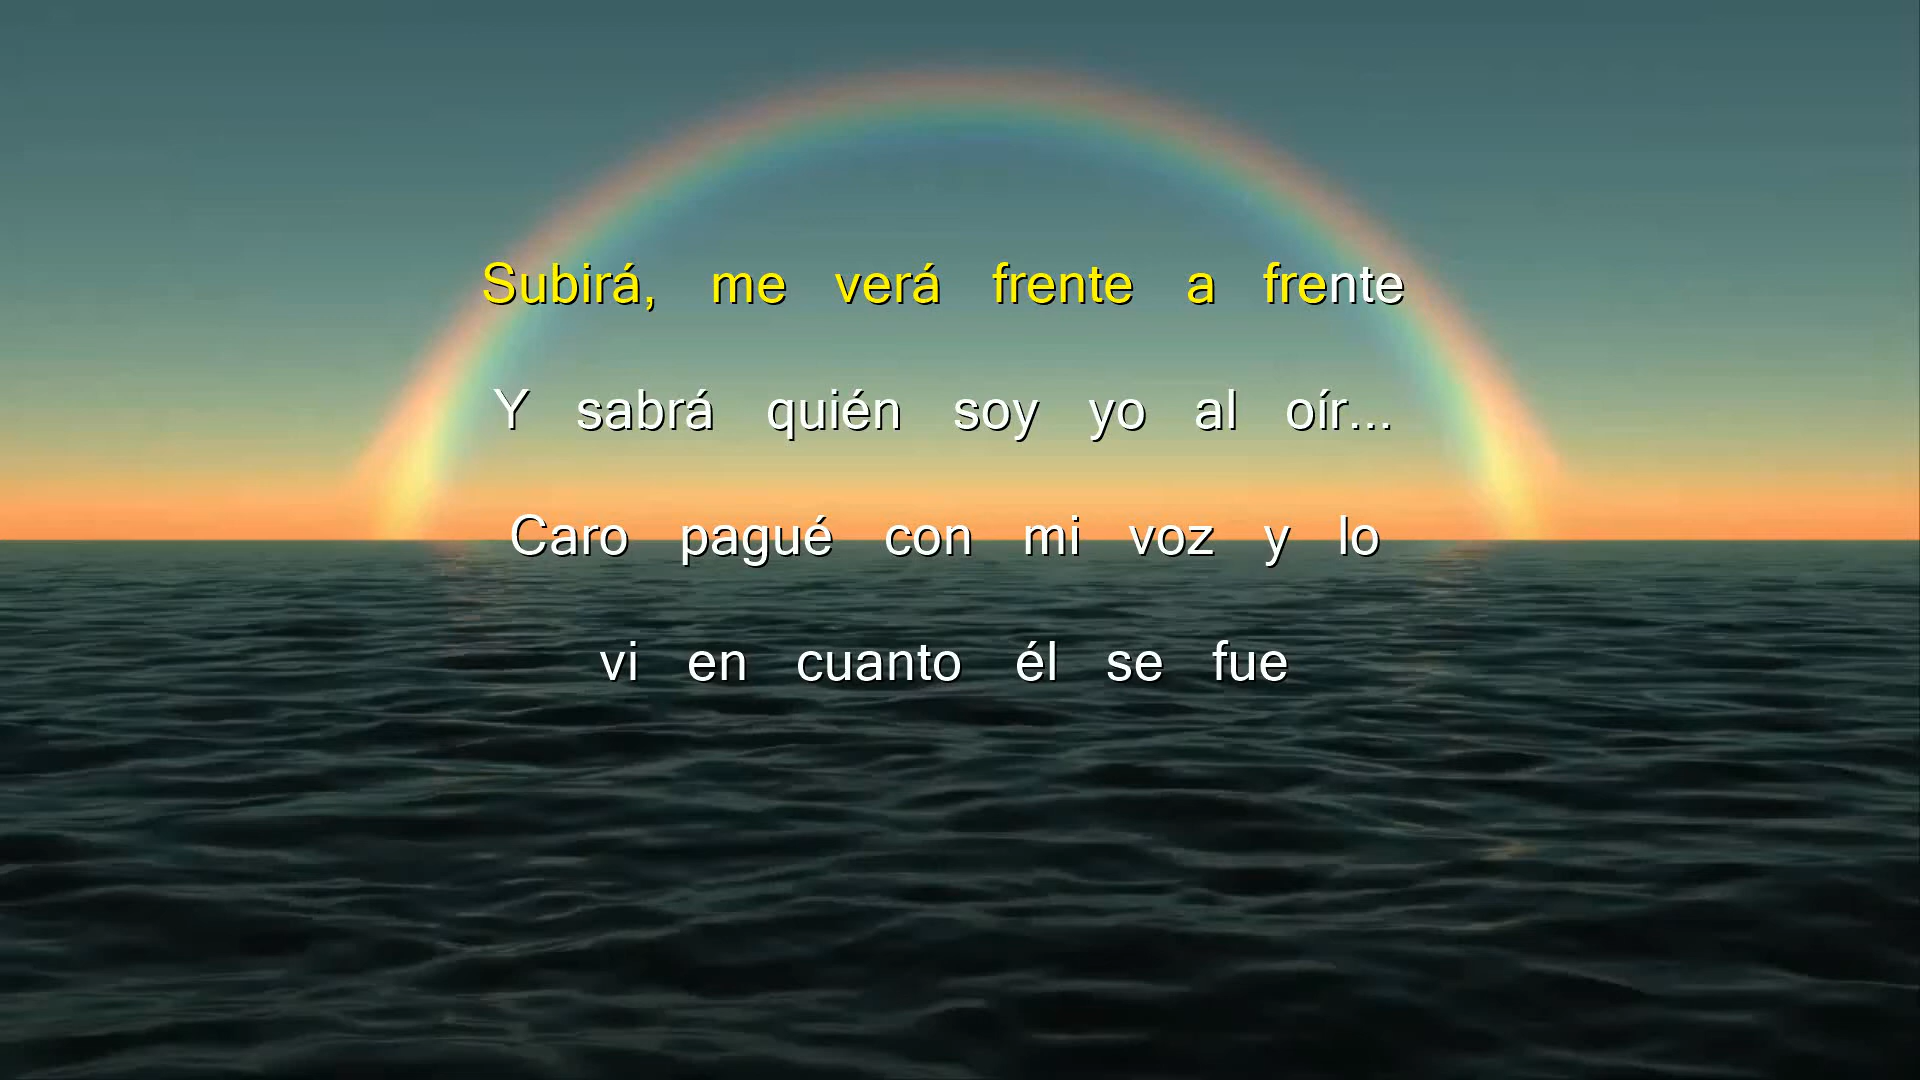 Subirá, me verá frente a frente
Y sabrá quién soy yo al oír...
Caro pagué con mi voz y lo
vi en cuanto él se fue